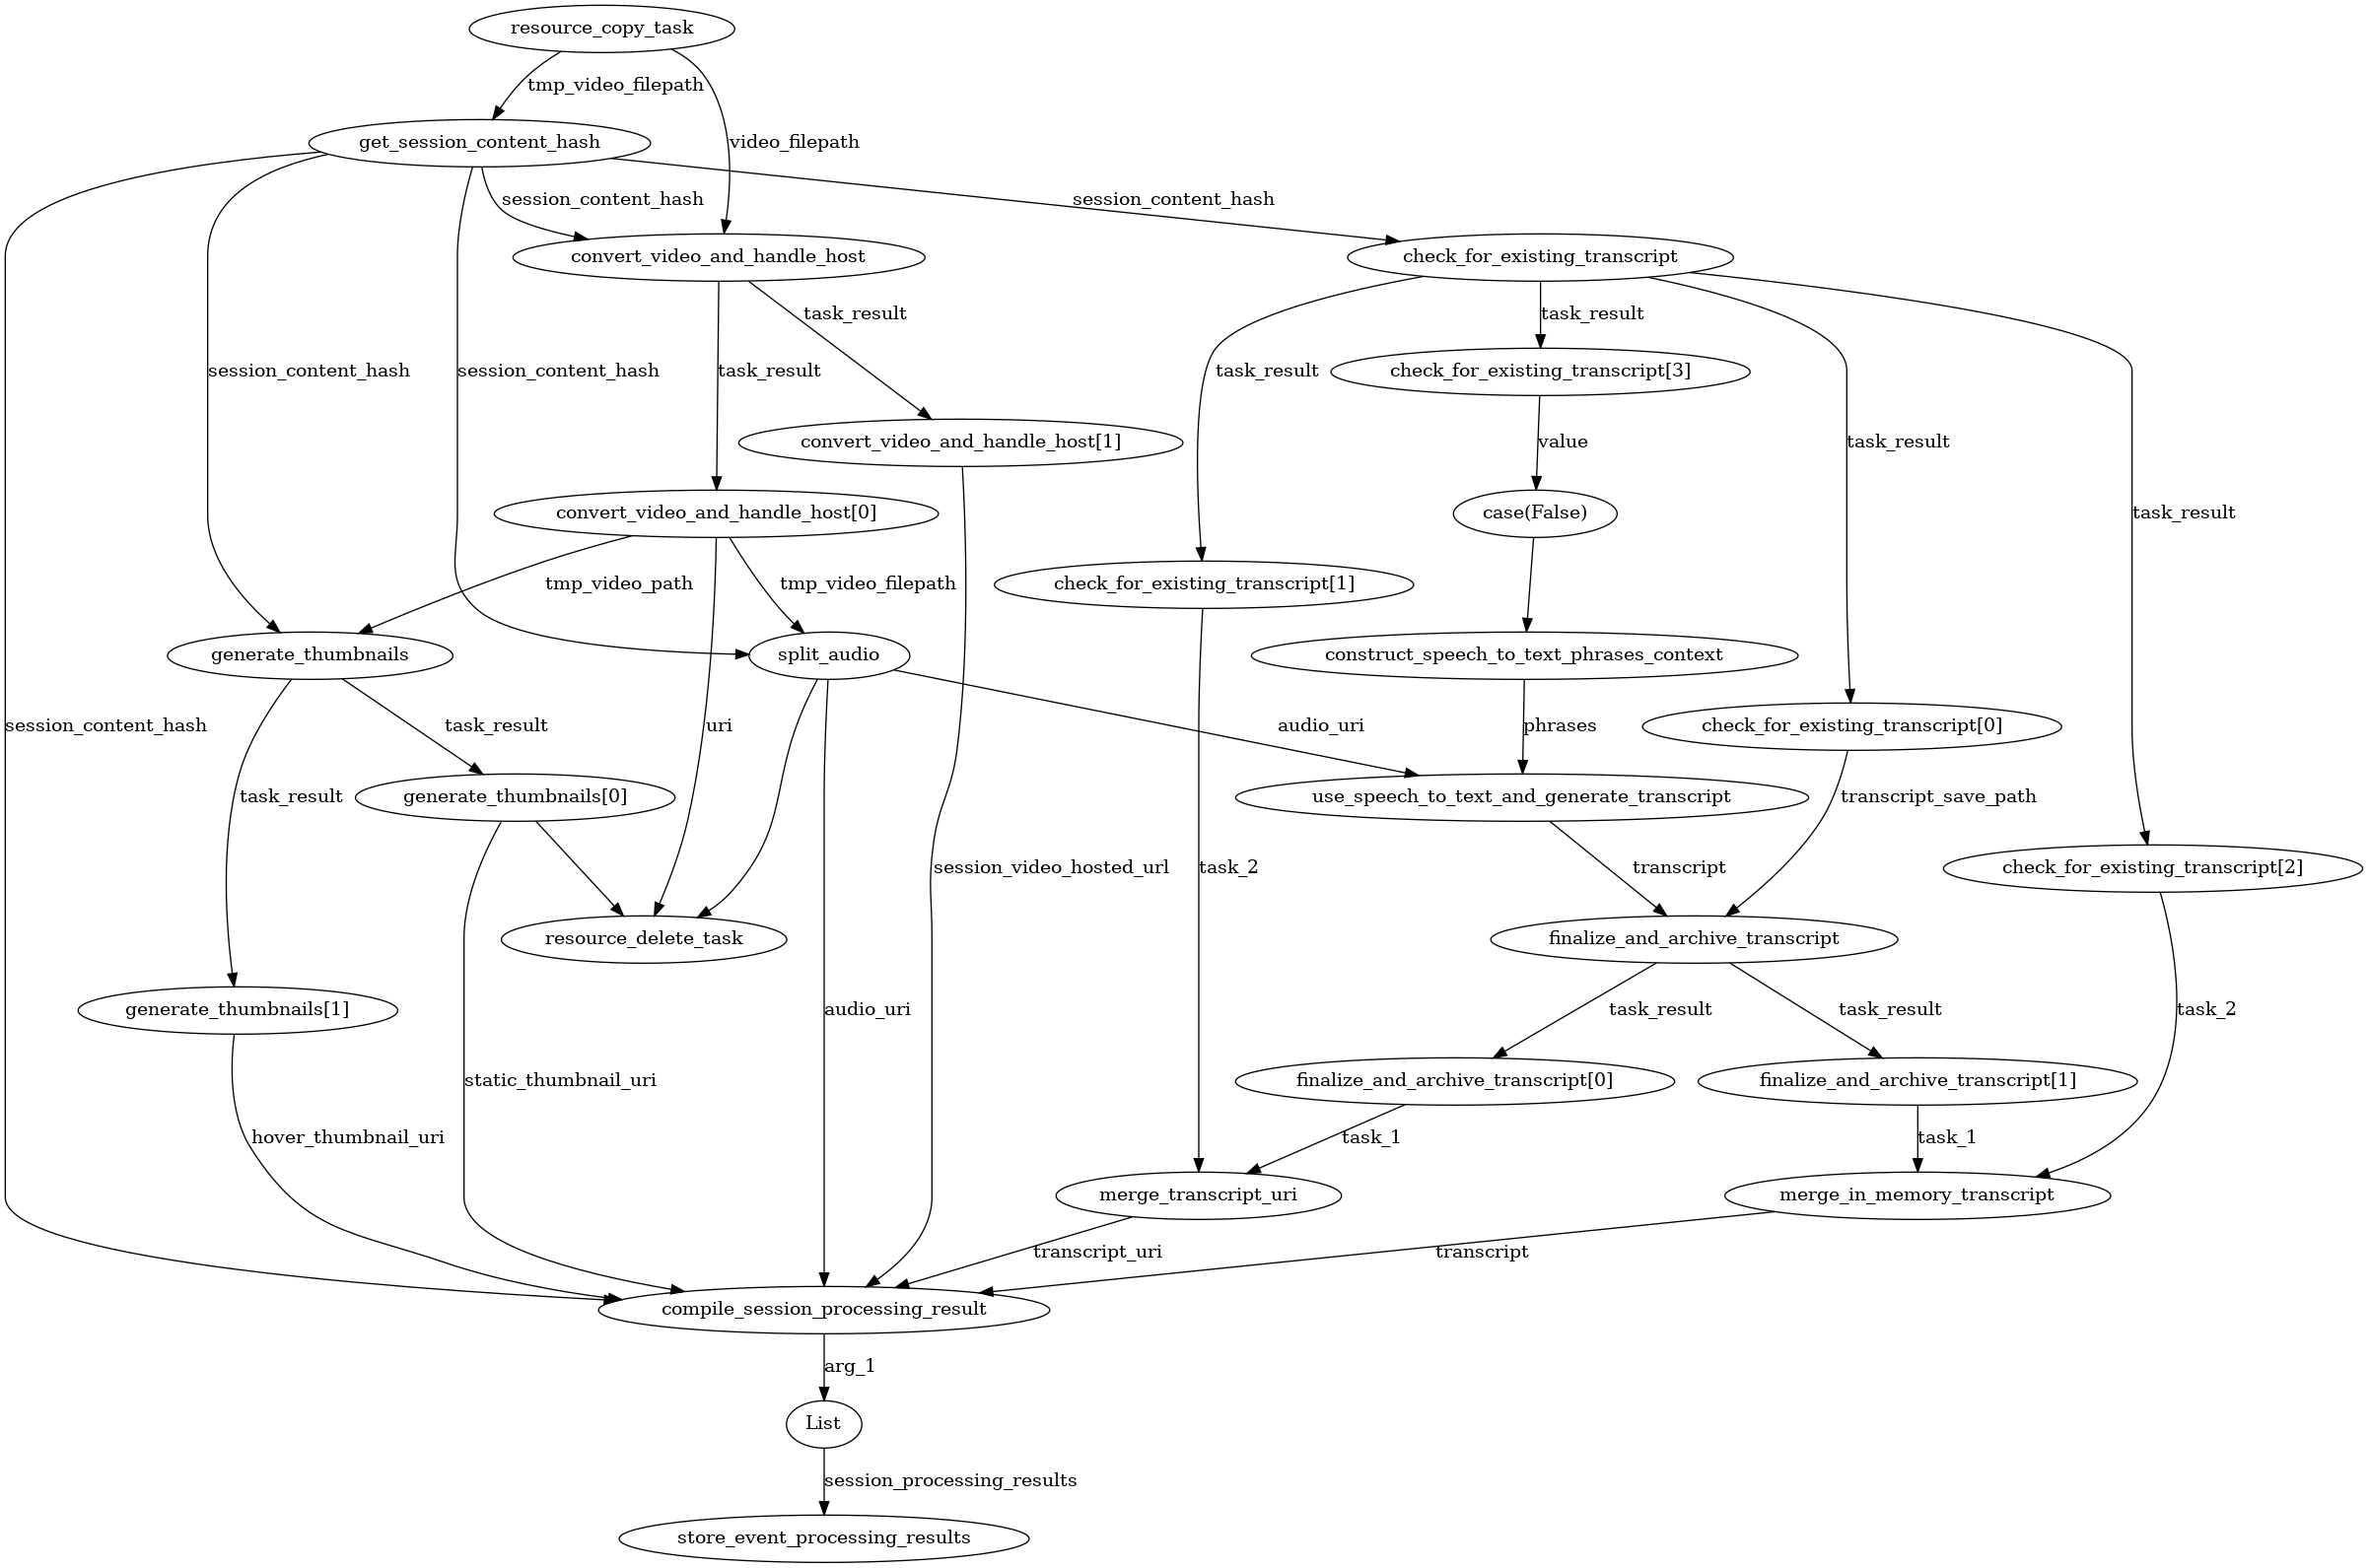 resource_copy_task
tmp_video_filepath
get_session_content_hash
video_filepath
session_content_hash
session_content_hash
convert_video_and_handle_host
check_for_existing_transcript
task_result
task_result
session_content_hash
session_content_hash
task_result
task_result
check_for_existing_transcript[3]
convert_video_and_handle_host[1]
value
task_result
convert_video_and_handle_host[0]
case(False)
task_result
tmp_video_path
tmp_video_filepath
check_for_existing_transcript[1]
generate_thumbnails
split_audio
construct_speech_to_text_phrases_context
session_content_hash
task_result
uri
audio_uri
phrases
check_for_existing_transcript[0]
task_result
generate_thumbnails[0]
use_speech_to_text_and_generate_transcript
transcript_save_path
session_video_hosted_url
task_2
transcript
check_for_existing_transcript[2]
resource_delete_task
finalize_and_archive_transcript
generate_thumbnails[1]
audio_uri
task_result
task_result
task_2
static_thumbnail_uri
finalize_and_archive_transcript[0]
finalize_and_archive_transcript[1]
hover_thumbnail_uri
task_1
task_1
merge_transcript_uri
merge_in_memory_transcript
transcript_uri
transcript
compile_session_processing_result
arg_1
List
session_processing_results
store_event_processing_results